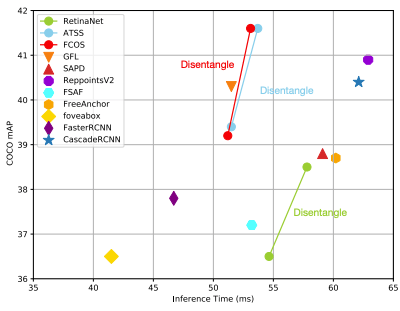 42
41
40
39
38
37
36
COCO mAP
RetinaNet
ATSS
FCOS
GFL
SAPD
ReppointsV2
FSAF
FreeAnchor
foveabox
FasterRCNN
CascadeRCNN
Disentangle
Disentangle
Disentangle
35
40
45
50
55
60
65
Inference Time (ms)